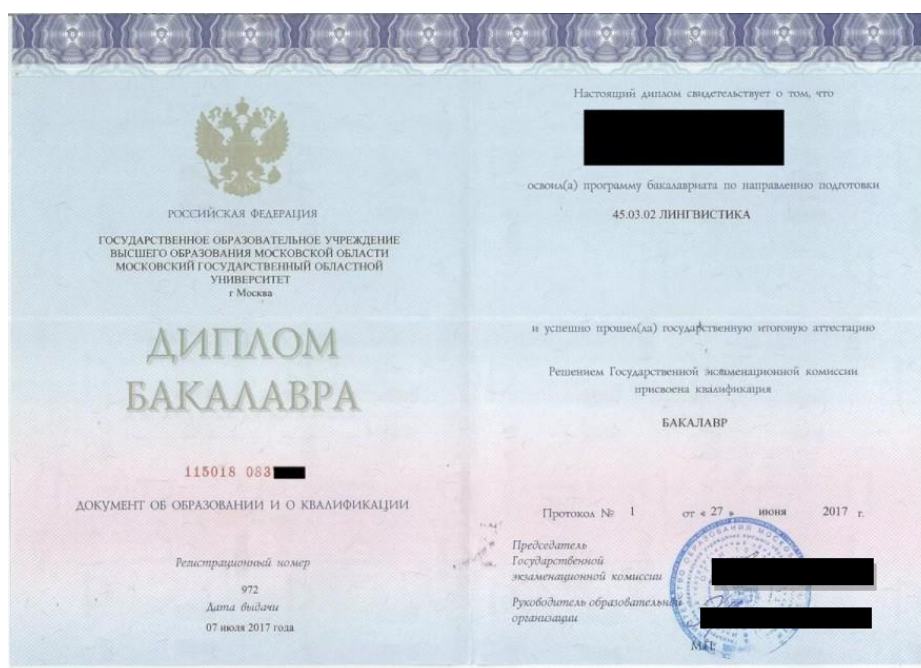 РОССИЙСКАЯ ФЕДЕРАЦИЯ
ГОСУДАРСТВЕННОЕ ОБРАЗОВАТЕЛЬНОЕ УЧРЕЖДЕНИЕ
ВЫСШЕГО ОБРАЗОВАНИЯ МОСКОВСКОЙ ОБЛАСТИ
МОСКОВСКИЙ ГОСУДАРСТВЕННЫЙ ОБЛАСТНОЙ
УНИВЕРСИТЕТ
г Москва
ДИПЛОМ
БАКАЛАВРА
115018 083
ДОКУМЕНТ ОБ ОБРАЗОВАНИИ И О КВАЛИФИКАЦИИ
Регистрационный номер
972
Дата выдачи
07 июля 2017 года
Настоящий диплом свидетельствует о том, что
освоил(а) программу бакалавриата по направлению подготовки
45.03.02 ЛИНГВИСТИКА
и успешно прошел(ла) государственную итоговую аттестацию
Решением Государственной экзаменационной комиссии
присвоена квалификация
БАКАЛАВР
Протокол № 1 от « 27 » июня 2017 г.
Председатель
Государственной
экзаменационной комиссии
Руководитель образовательной
организации
М.П.